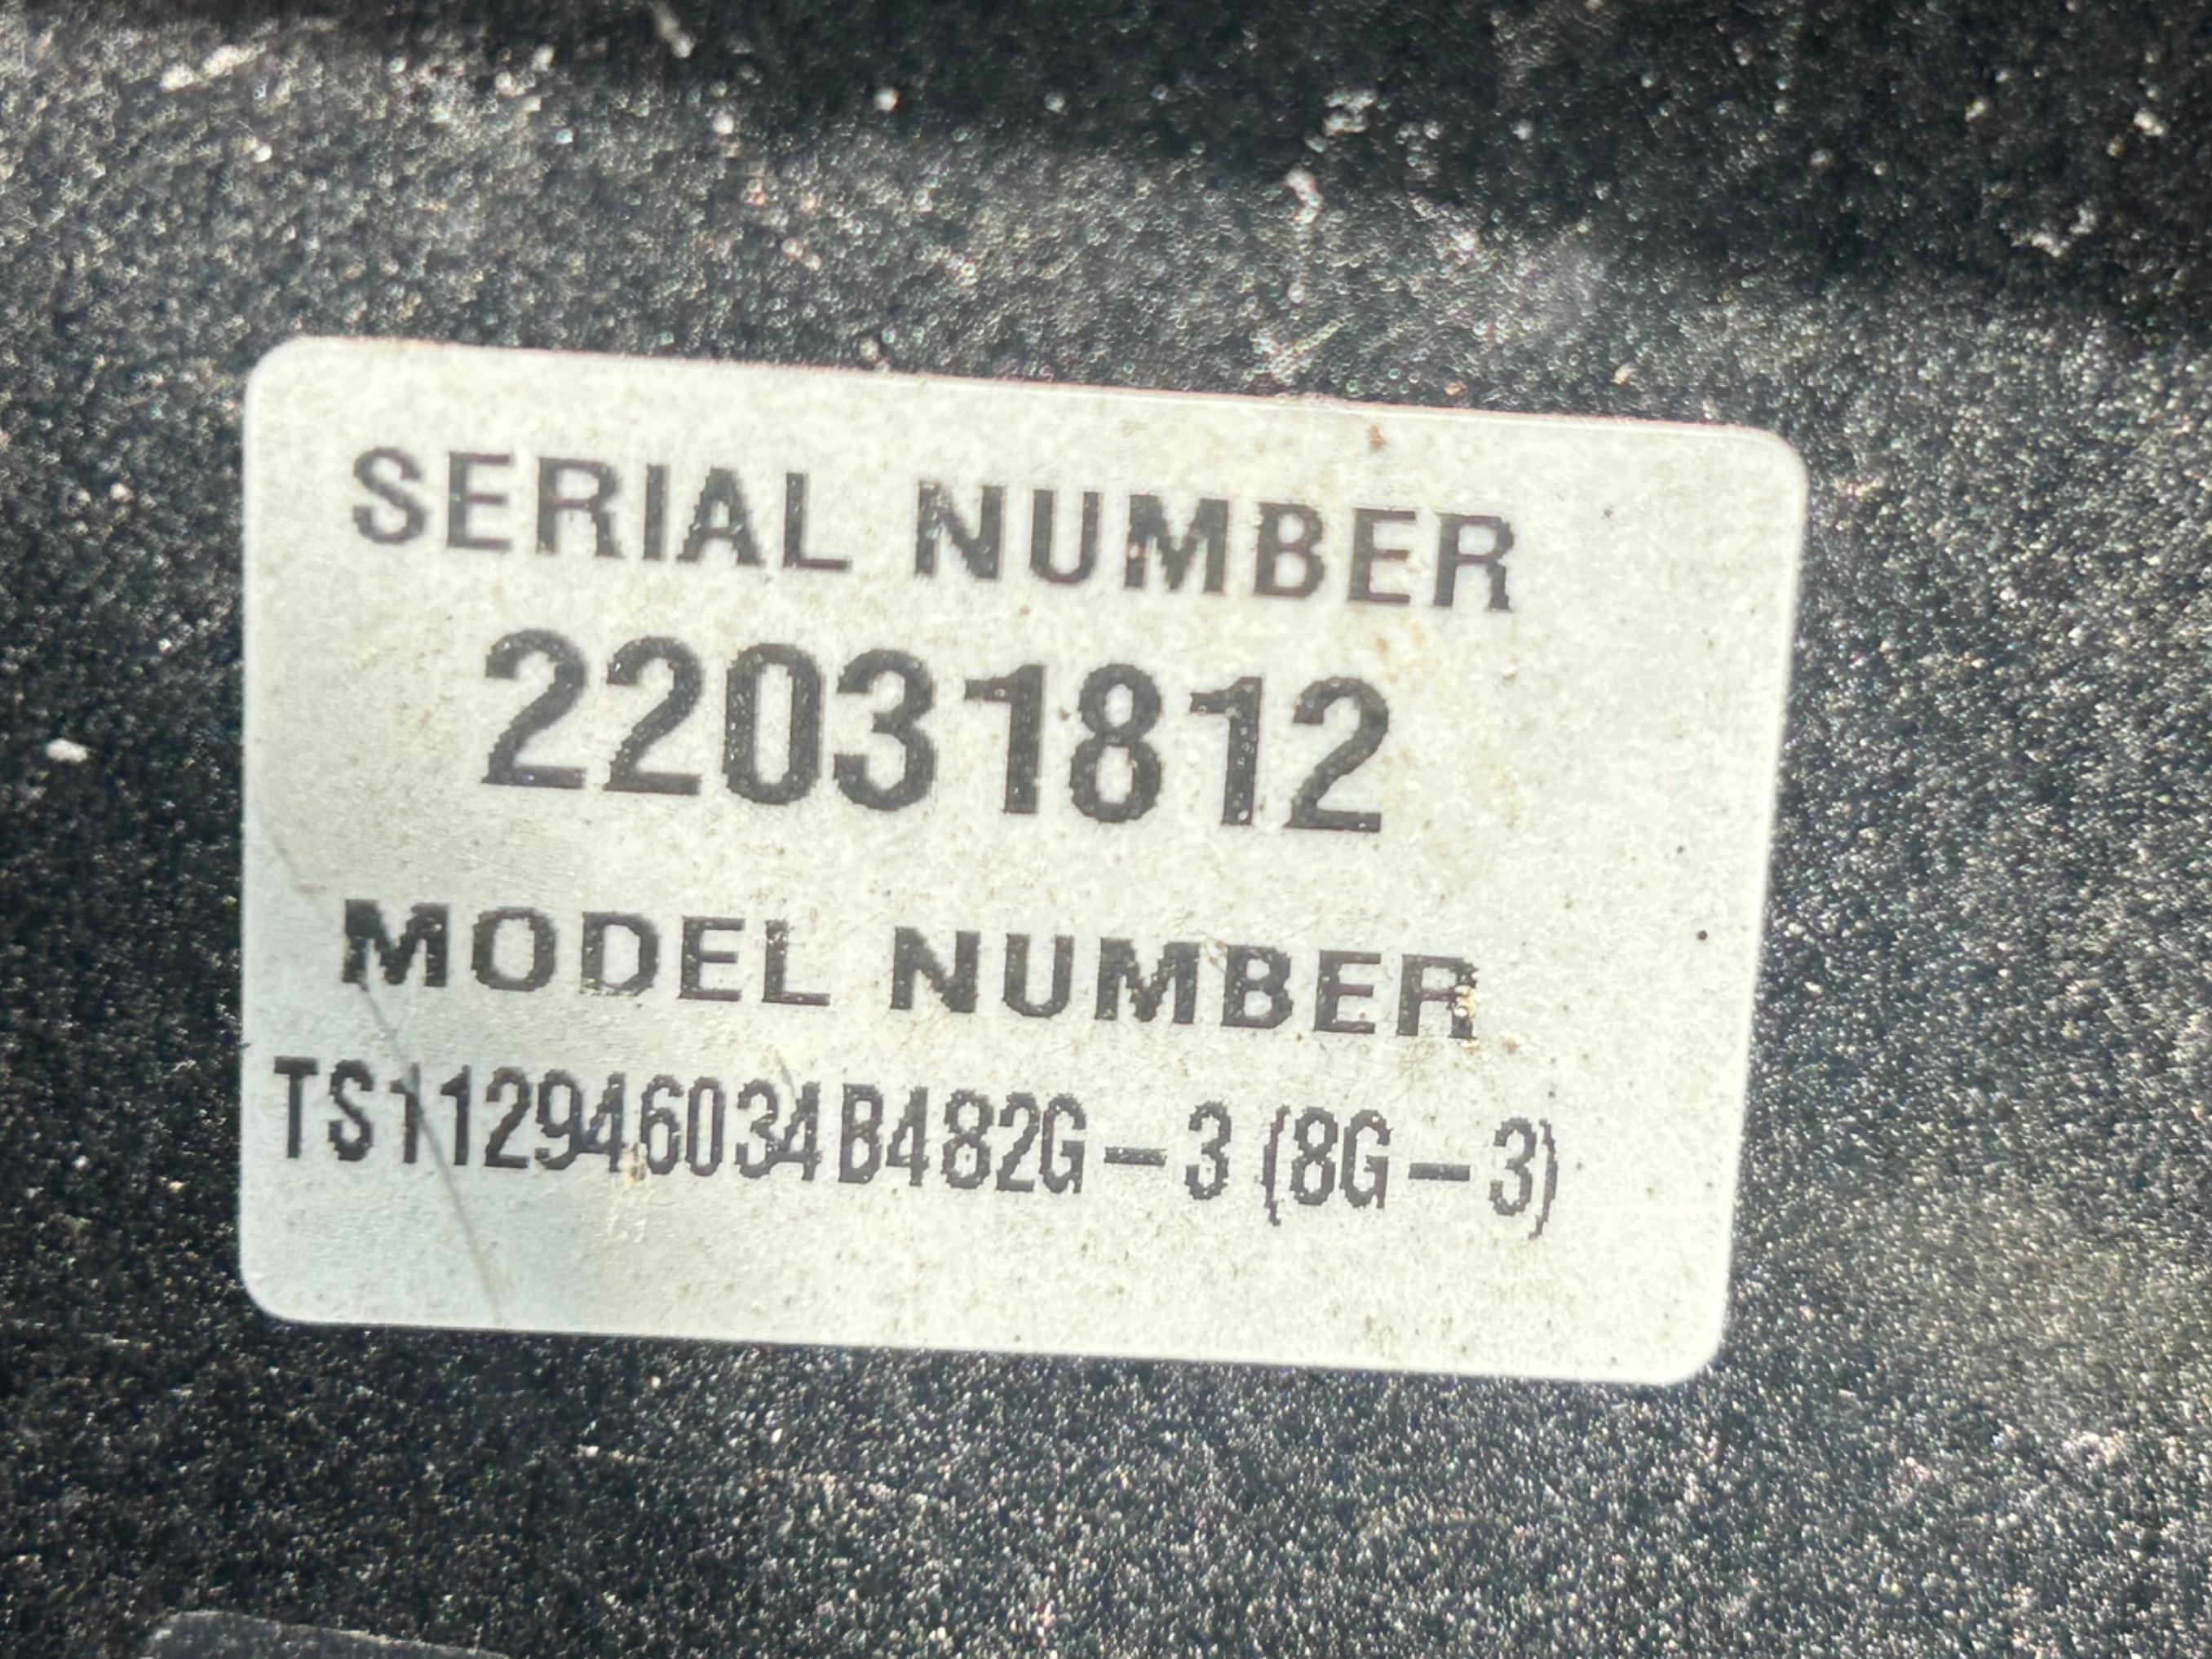 SERIAL NUMBER
22031812
MODEL NUMBER
TS112946034B482G-3 (8G-3)